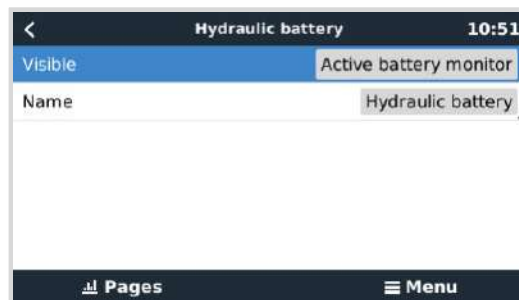 Hydraulic battery 10:51
Visible Active battery monitor
Name Hydraulic battery
Pages Menu